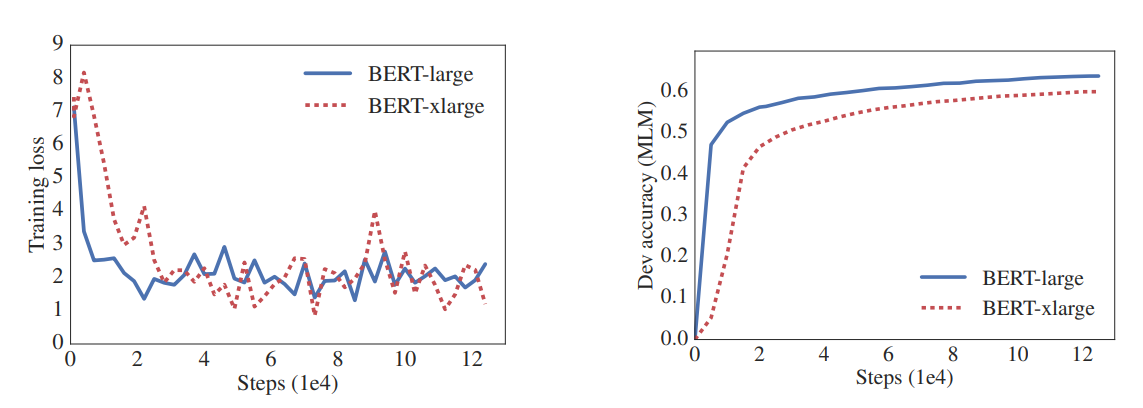 9
8
7
6
5
4
3
2
1
0
Training loss
BERT-large
BERT-xlarge
0 2 4 6 8 10 12
Steps (1e4)
0.6
0.5
0.4
0.3
0.2
0.1
0.0
Dev accuracy (MLM)
BERT-large
BERT-xlarge
0 2 4 6 8 10 12
Steps (1e4)